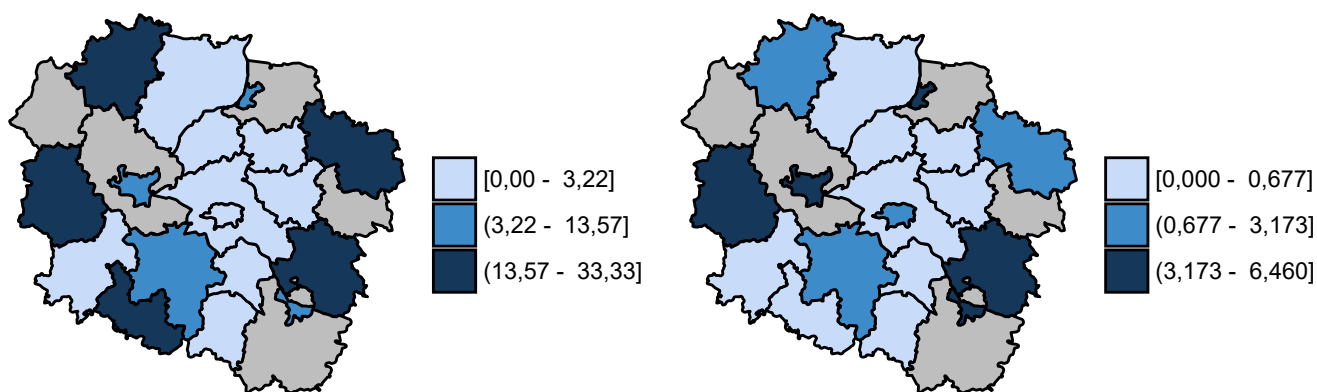 [0,00 - 3,22]
(3,22 - 13,57]
(13,57 - 33,33]
[0,000 - 0,677]
(0,677 - 3,173]
(3,173 - 6,460]